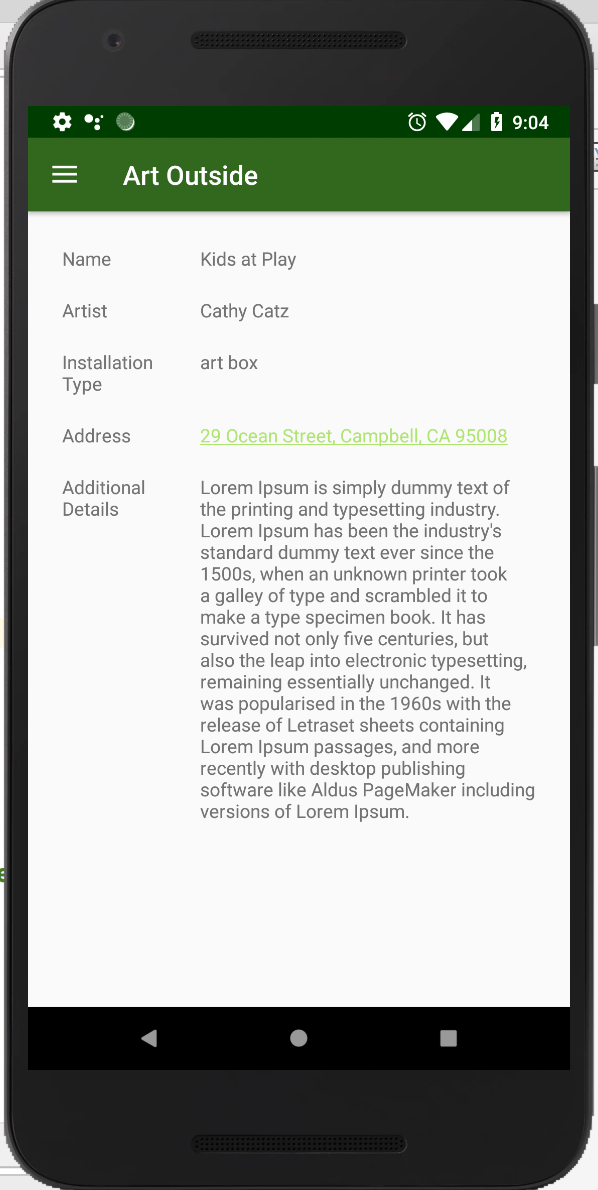 9:04
Art Outside
Name Kids at Play
Artist Cathy Catz
Installation Type art box
Address 29 Ocean Street, Campbell, CA 95008
Additional Details
Lorem Ipsum is simply dummy text of
the printing and typesetting industry.
Lorem Ipsum has been the industry's
standard dummy text ever since the
1500s, when an unknown printer took
a galley of type and scrambled it to
make a type specimen book. It has
survived not only five centuries, but
also the leap into electronic typesetting,
remaining essentially unchanged. It
was popularised in the 1960s with the
release of Letraset sheets containing
Lorem Ipsum passages, and more
recently with desktop publishing
software like Aldus PageMaker including
versions of Lorem Ipsum.